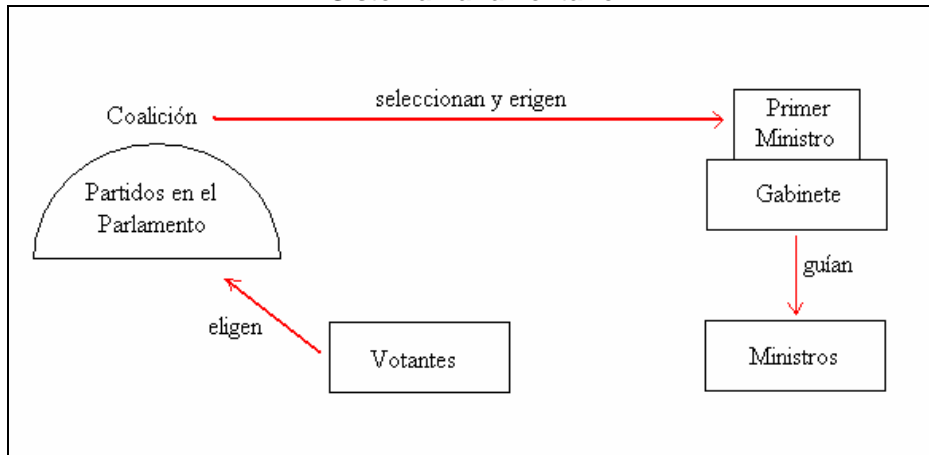 seleccionan y erigen
Coalición
Primer
Ministro
Partidos en el
Parlamento
Gabinete
guían
eligen
Votantes
Ministros